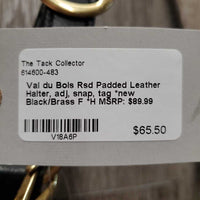 The Tack Collector
614600-483
Val du Bois Rsd Padded Leather
Halter, adj, snap, tag *new
Black/Brass F *H MSRP: $89.99
V18A6P
$65.50